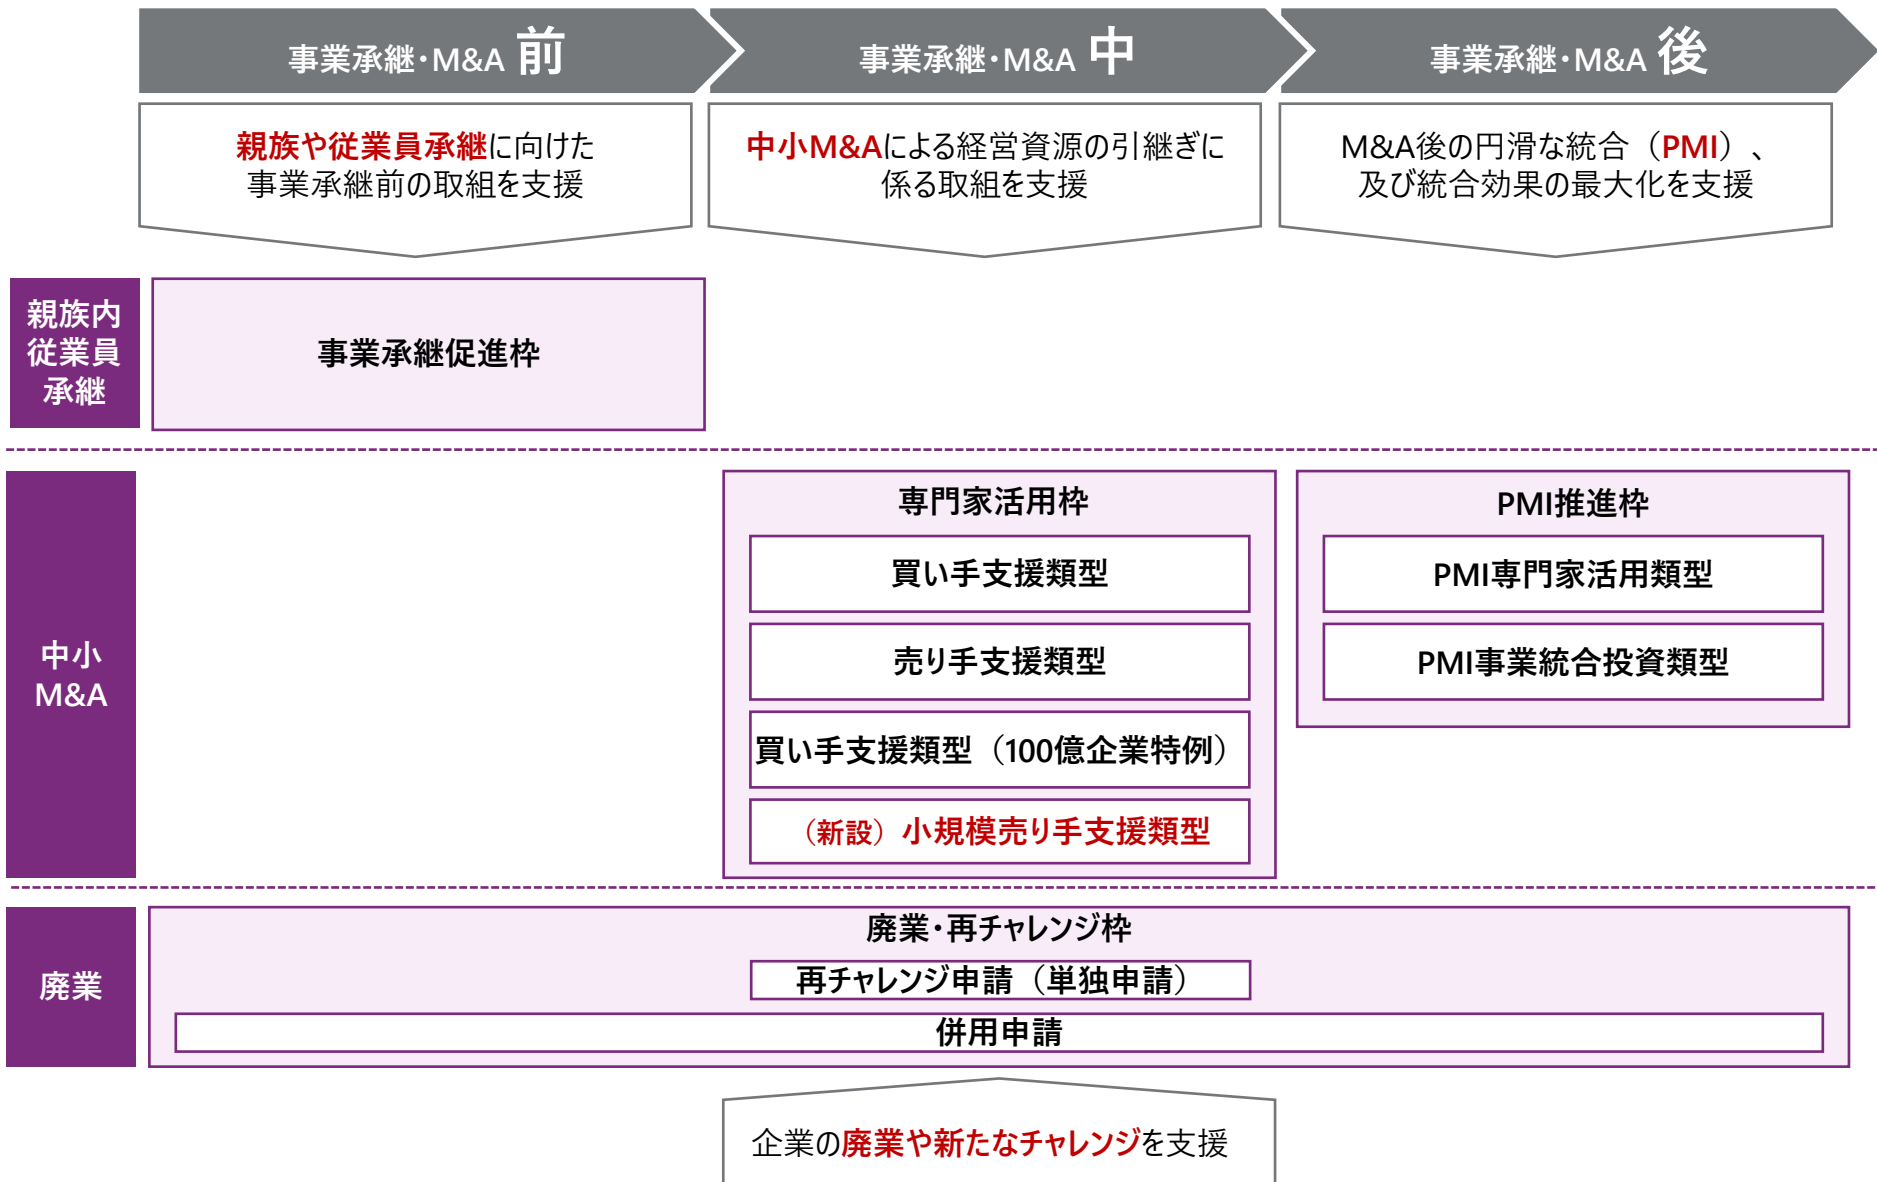 事業承継・M&A 前
事業承継・M&A 中
事業承継・M&A 後
親族や従業員承継に向けた
事業承継前の取組を支援
中小M&Aによる経営資源の引継ぎに
係る取組を支援
M&A後の円滑な統合（PMI）、
及び統合効果の最大化を支援
親族内
従業員
承継
事業承継促進枠
中小
M&A
専門家活用枠
買い手支援類型
売り手支援類型
買い手支援類型（100億企業特例）
（新設）小規模売り手支援類型
PMI推進枠
PMI専門家活用類型
PMI事業統合投資類型
廃業
廃業・再チャレンジ枠
再チャレンジ申請（単独申請）
併用申請
企業の廃業や新たなチャレンジを支援